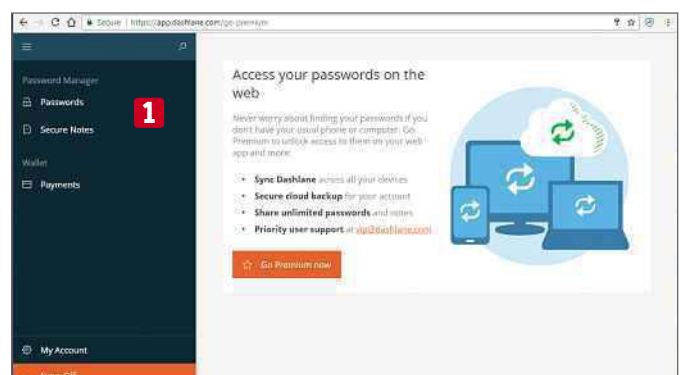 Secure | https://app.dashlane.com/go-premium
Password Manager
Passwords
1
Secure Notes
Wallet
Payments
My Account
Sync Off
Access your passwords on the
web
Never worry about finding your passwords if you
don't have your usual phone or computer. Go
Premium to unlock access to them on your web
app and more:
• Sync Dashlane across all your devices
• Secure cloud backup for your account
• Share unlimited passwords and notes
• Priority user support at vip@dashlane.com
Go Premium now